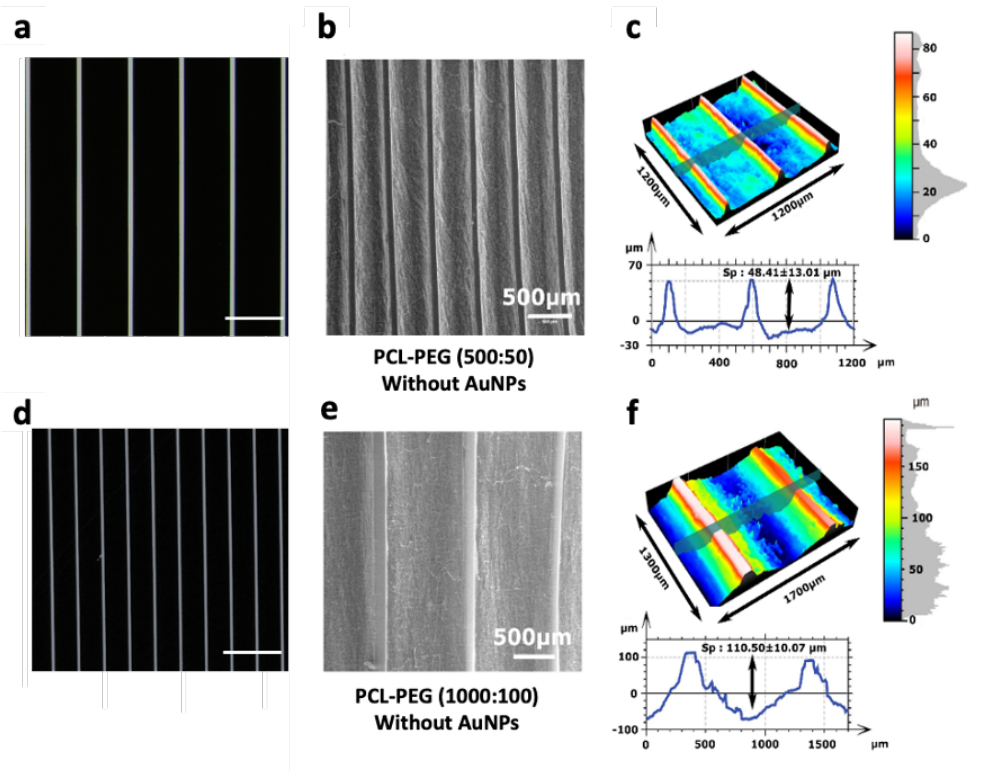 a
b
c
80
60
40
20
0
1200µm
1200µm
500µm
µm
70
Sp : 48.41±13.01 µm
0
-30
0 400 800 1200 µm
PCL-PEG (500:50)
Without AuNPs
d
e
f
µm
150
100
50
0
1300µm
1700µm
500µm
µm
Sp : 110.50±10.07 µm
100
0
-100
0 500 1000 1500 µm
PCL-PEG (1000:100)
Without AuNPs